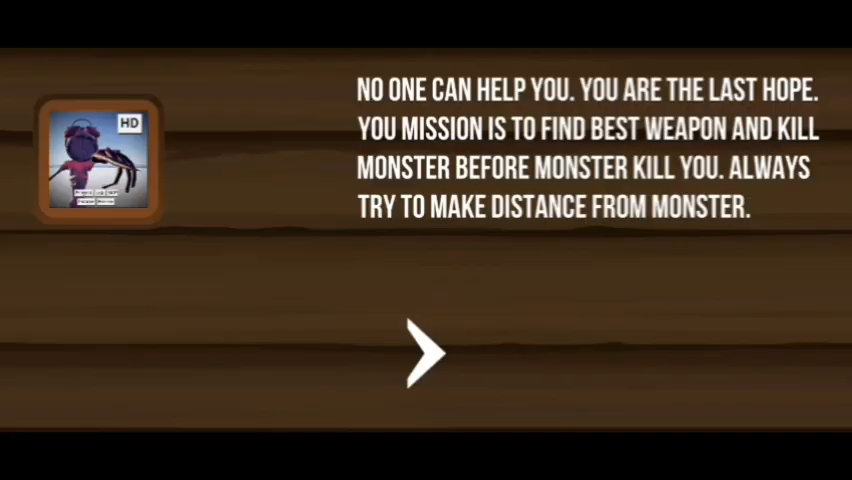 HD
NO ONE CAN HELP YOU. YOU ARE THE LAST HOPE.
YOU MISSION IS TO FIND BEST WEAPON AND KILL
MONSTER BEFORE MONSTER KILL YOU. ALWAYS
TRY TO MAKE DISTANCE FROM MONSTER.